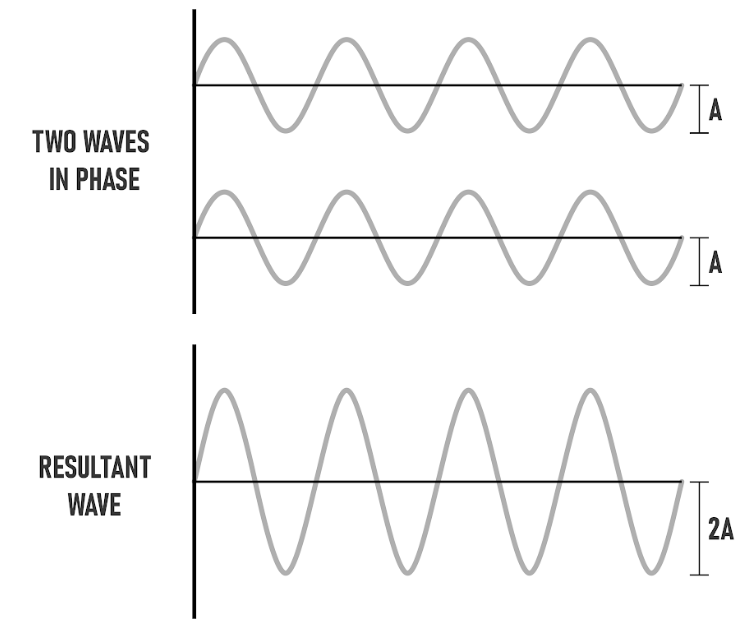 A
TWO WAVES
IN PHASE
A
RESULTANT
WAVE
2A